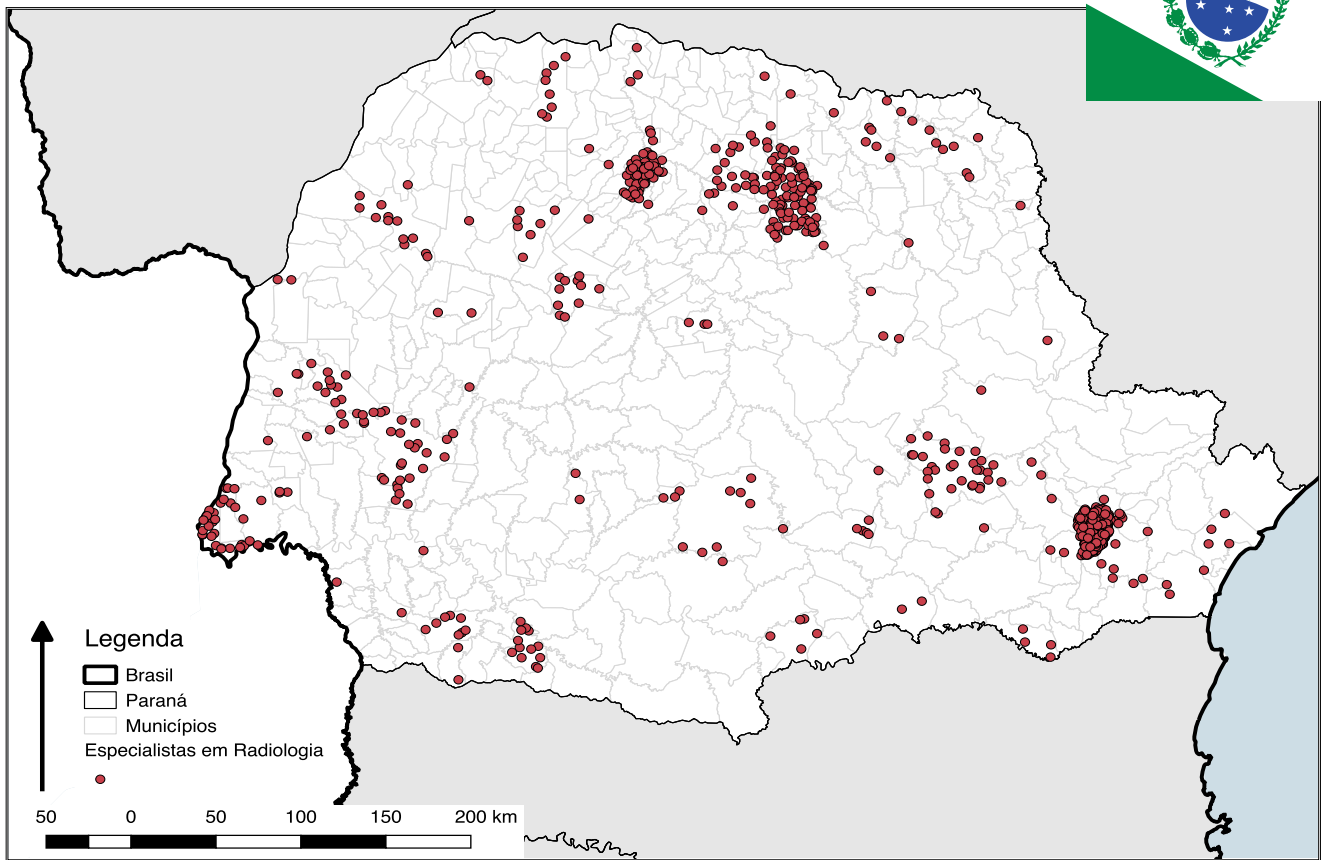 Legenda
Brasil
Paraná
Municípios
Especialistas em Radiologia
50 0 50 100 150 200 km